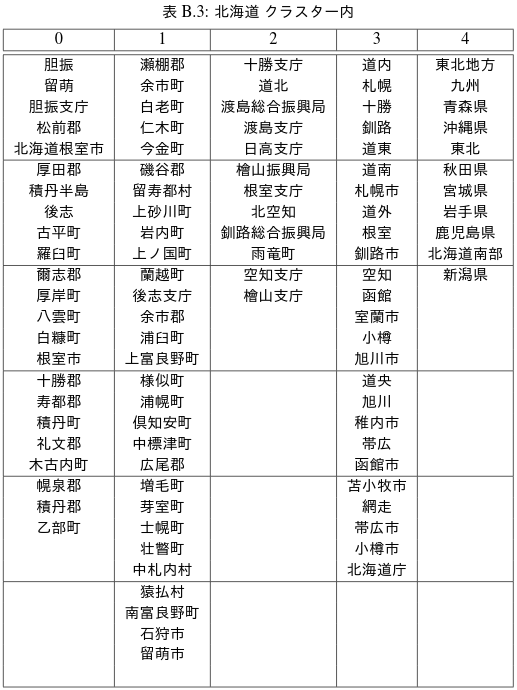 表 B.3: 北海道 クラスター内
0 1 2 3 4
胆振 瀬棚郡 十勝支庁 道内 東北地方
留萌 余市町 道北 札幌 九州
胆振支庁 白老町 渡島総合振興局 十勝 青森県
松前郡 仁木町 渡島支庁 釧路 沖縄県
北海道根室市 今金町 日高支庁 道東 東北
厚田郡 磯谷郡 檜山振興局 道南 秋田県
積丹半島 留寿都村 根室支庁 札幌市 宮城県
後志 上砂川町 北空知 道外 岩手県
古平町 岩内町 釧路総合振興局 根室 鹿児島県
羅臼町 上ノ国町 雨竜町 釧路市 北海道南部
爾志郡 蘭越町 空知支庁 空知 新潟県
厚岸町 後志支庁 檜山支庁 函館
八雲町 余市郡 室蘭市
白糠町 浦臼町 小樽
根室市 上富良野町 旭川市
十勝郡 様似町 道央
寿都郡 浦幌町 旭川
積丹町 倶知安町 稚内市
礼文郡 中標津町 帯広
木古内町 広尾郡 函館市
幌泉郡 増毛町 苫小牧市
積丹郡 芽室町 網走
乙部町 士幌町 帯広市
壮瞥町 小樽市
中札内村 北海道庁
猿払村
南富良野町
石狩市
留萌市